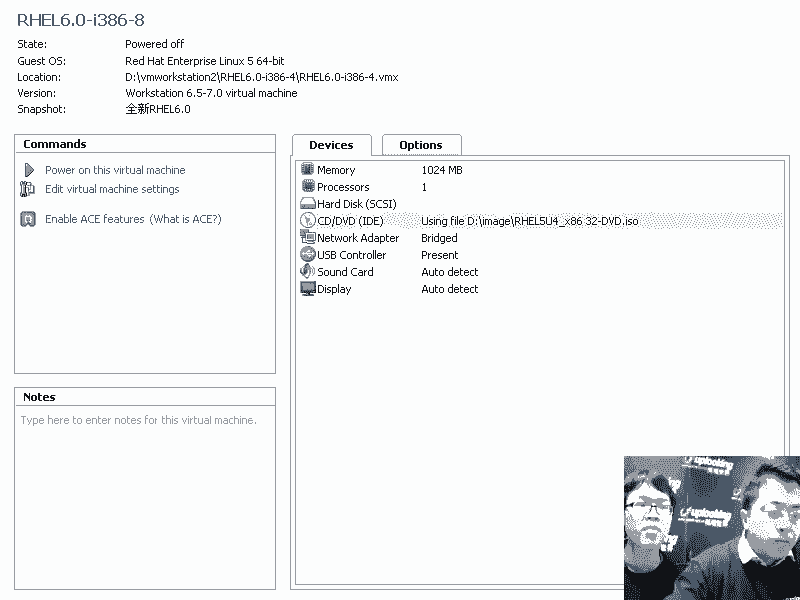 RHEL6.0-i386-8
State: Powered off
Guest OS: Red Hat Enterprise Linux 5 64-bit
Location: D:\vmworkstation2\RHEL6.0-i386-4\RHEL6.0-i386-4.vmx
Version: Workstation 6.5-7.0 virtual machine
Snapshot: 全新RHEL6.0
Commands
Power on this virtual machine
Edit virtual machine settings
Enable ACE features (What is ACE?)
Notes
Type here to enter notes for this virtual machine.
Devices Options
Memory 1024 MB
Processors 1
Hard Disk (SCSI)
CD/DVD (IDE) Using file D:\image\RHEL5U4_x86 32-DVD.iso
Network Adapter Bridged
USB Controller Present
Sound Card Auto detect
Display Auto detect
uplooking
uplooking